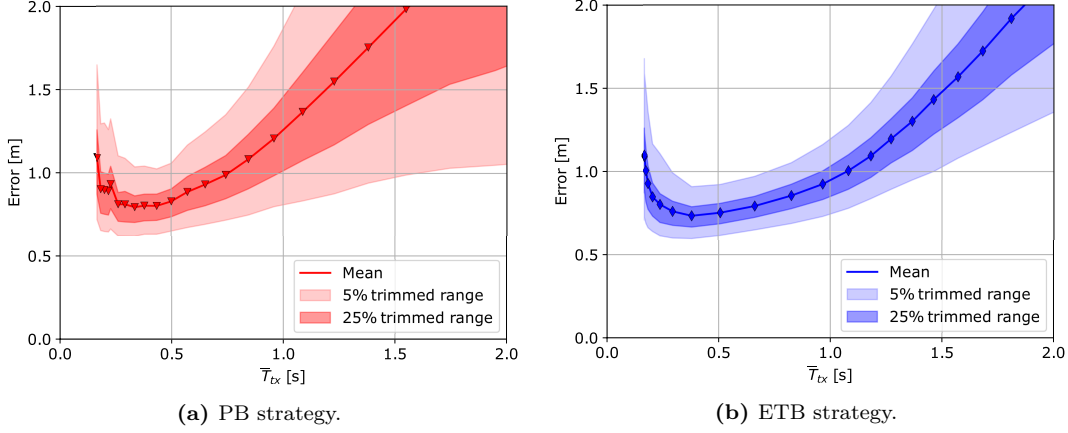 2.0
1.5
1.0
0.5
0.0
Error [m]
Mean
5% trimmed range
25% trimmed range
0.0 0.5 1.0 1.5 2.0
T̅tx [s]
(a) PB strategy.
2.0
1.5
1.0
0.5
0.0
Error [m]
Mean
5% trimmed range
25% trimmed range
0.0 0.5 1.0 1.5 2.0
T̅tx [s]
(b) ETB strategy.